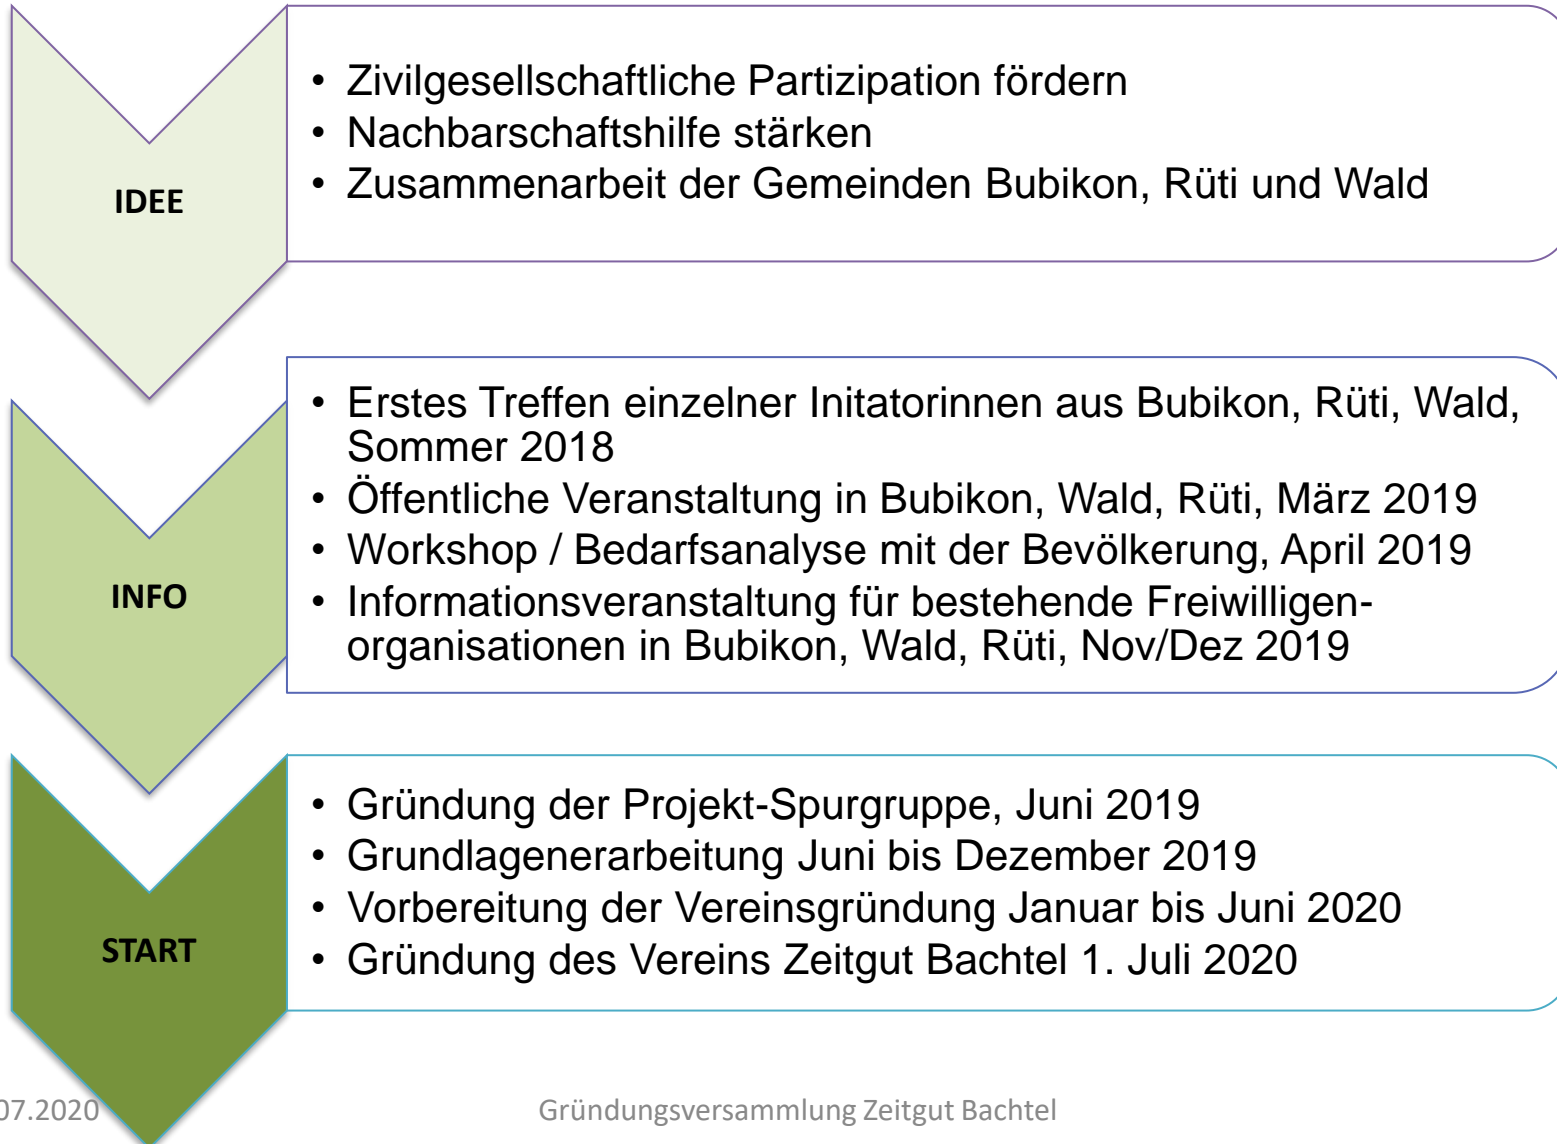 IDEE
• Zivilgesellschaftliche Partizipation fördern
• Nachbarschaftshilfe stärken
• Zusammenarbeit der Gemeinden Bubikon, Rüti und Wald
INFO
• Erstes Treffen einzelner Initatorinnen aus Bubikon, Rüti, Wald,
Sommer 2018
• Öffentliche Veranstaltung in Bubikon, Wald, Rüti, März 2019
• Workshop / Bedarfsanalyse mit der Bevölkerung, April 2019
• Informationsveranstaltung für bestehende Freiwilligen-
organisationen in Bubikon, Wald, Rüti, Nov/Dez 2019
START
• Gründung der Projekt-Spurgruppe, Juni 2019
• Grundlagenerarbeitung Juni bis Dezember 2019
• Vorbereitung der Vereinsgründung Januar bis Juni 2020
• Gründung des Vereins Zeitgut Bachtel 1. Juli 2020
07.2020
Gründungsversammlung Zeitgut Bachtel